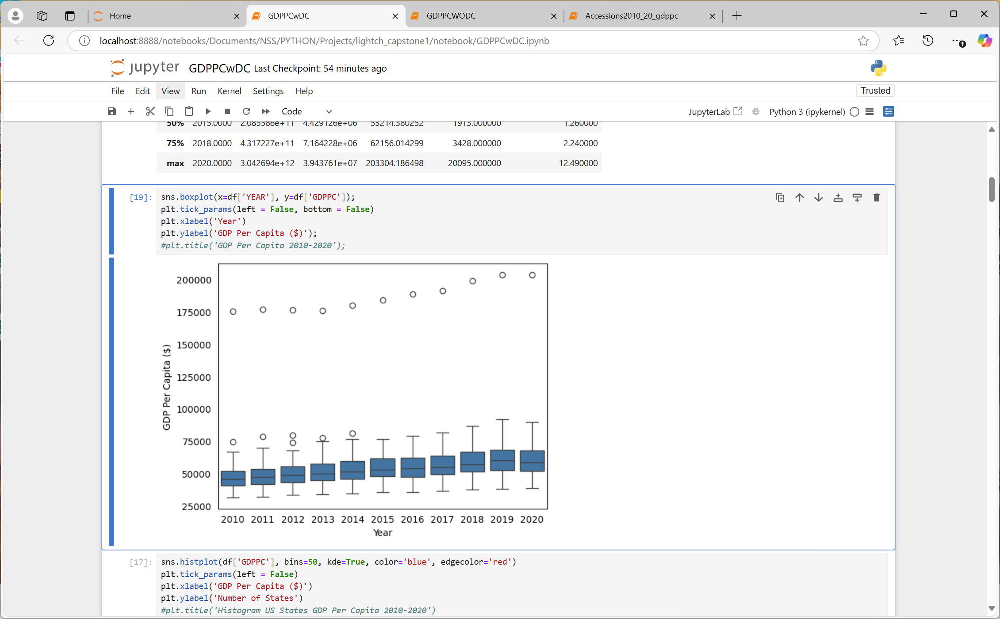 Home
GDPPCwDC
GDPPCWODC
Accessions2010_20_gdppc
localhost:8888/notebooks/Documents/NSS/PYTHON/Projects/lightch_capstone1/notebook/GDPPCwDC.ipynb
jupyter GDPPCwDC Last Checkpoint: 54 minutes ago
File Edit View Run Kernel Settings Help Trusted
Code JupyterLab Python 3 (ipykernel)
50% 2015.0000 2.085586e+11 4.429126e+06 53214.380252 1913.000000 1.260000
75% 2018.0000 4.317227e+11 7.164228e+06 62156.014299 3428.000000 2.240000
max 2020.0000 3.042694e+12 3.943761e+07 203304.186498 20095.000000 12.490000
[19]: sns.boxplot(x=df['YEAR'], y=df['GDPPC']);
plt.tick_params(left = False, bottom = False)
plt.xlabel('Year')
plt.ylabel('GDP Per Capita ($)');
#plt.title('GDP Per Capita 2010-2020');
200000
175000
150000
125000
100000
75000
50000
25000
GDP Per Capita ($)
2010 2011 2012 2013 2014 2015 2016 2017 2018 2019 2020
Year
[17]: sns.histplot(df['GDPPC'], bins=50, kde=True, color='blue', edgecolor='red')
plt.tick_params(left = False)
plt.xlabel('GDP Per Capita ($)')
plt.ylabel('Number of States')
#plt.title('Histogram US States GDP Per Capita 2010-2020')